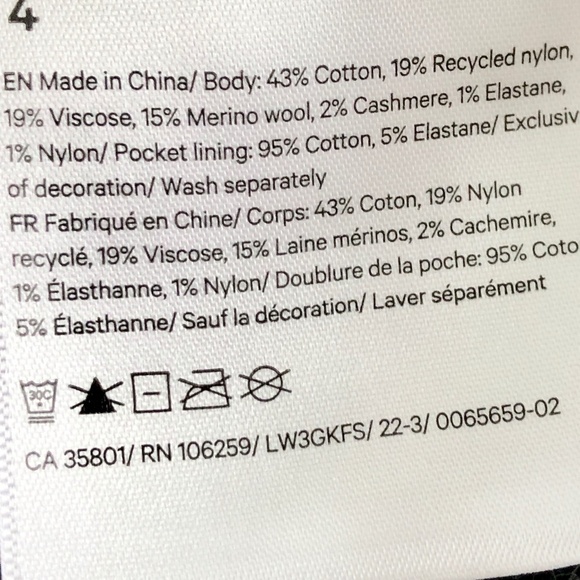 4
EN Made in China/ Body: 43% Cotton, 19% Recycled nylon,
19% Viscose, 15% Merino wool, 2% Cashmere, 1% Elastane,
1% Nylon/ Pocket lining: 95% Cotton, 5% Elastane/ Exclusiv
of decoration/ Wash separately
FR Fabriqué en Chine/ Corps: 43% Coton, 19% Nylon
recyclé, 19% Viscose, 15% Laine mérinos, 2% Cachemire,
1% Élasthanne, 1% Nylon/ Doublure de la poche: 95% Coto
5% Élasthanne/ Sauf la décoration/ Laver séparément
30C
CA 35801/ RN 106259/ LW3GKFS/ 22-3/ 0065659-02